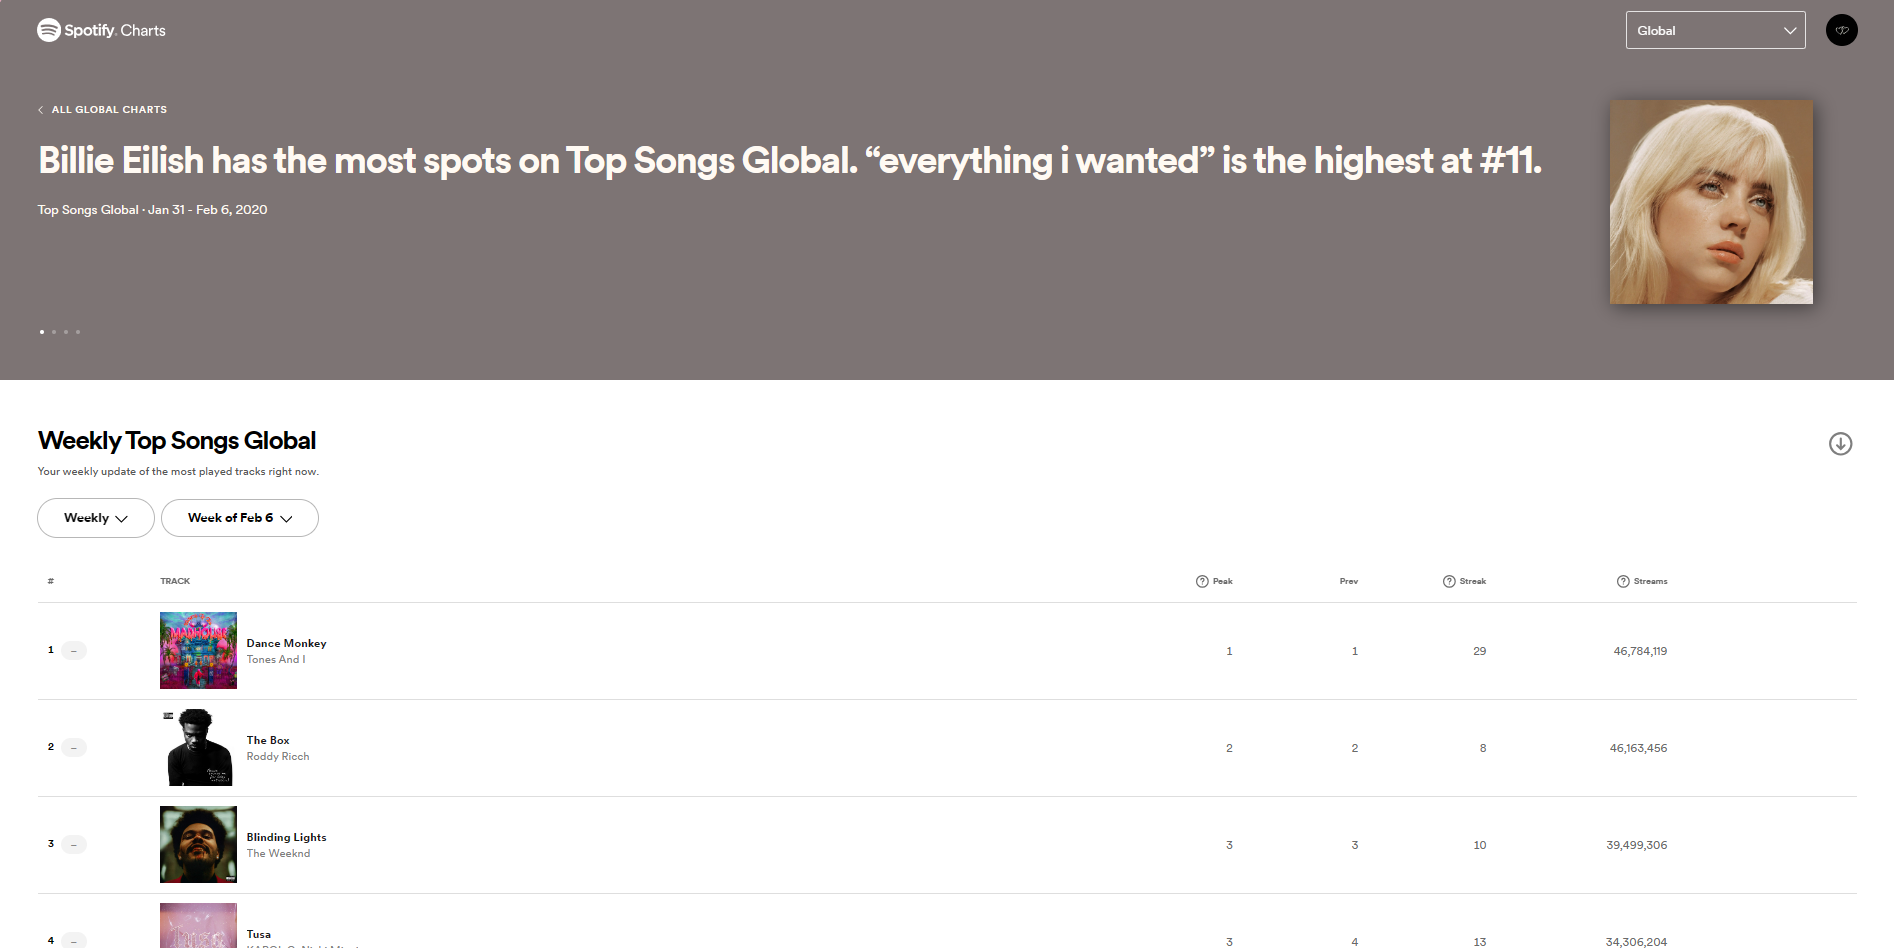 Spotify Charts
Global
ALL GLOBAL CHARTS
Billie Eilish has the most spots on Top Songs Global. “everything i wanted” is the highest at #11.
Top Songs Global · Jan 31 - Feb 6, 2020
Weekly Top Songs Global
Your weekly update of the most played tracks right now.
Weekly
Week of Feb 6
# TRACK Peak Prev Streak Streams
1 – Dance Monkey 1 1 29 46,784,119
Tones And I
2 – The Box 2 2 8 46,163,456
Roddy Ricch
3 – Blinding Lights 3 3 10 39,499,306
The Weeknd
4 – Tusa 3 4 13 34,306,204